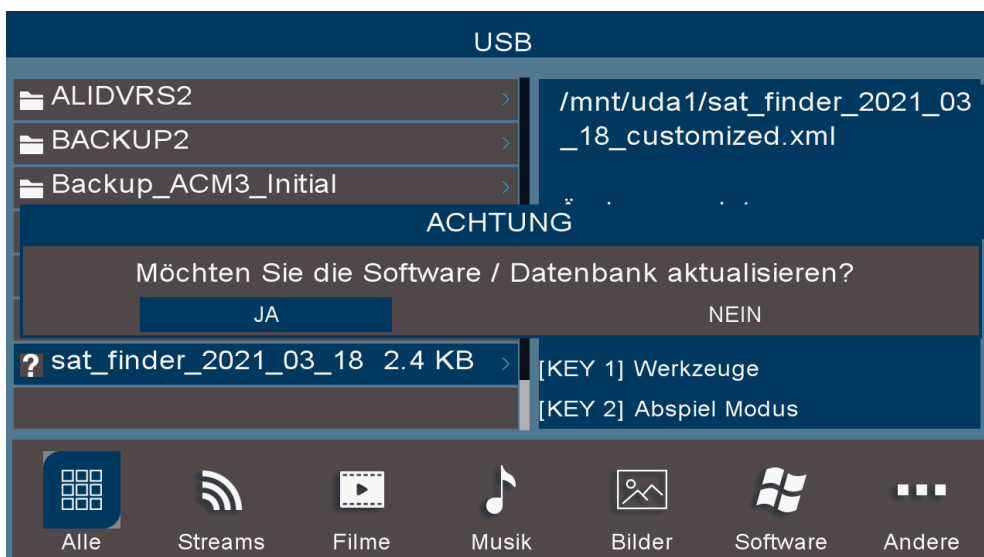 USB
ALIDVRS2
BACKUP2
Backup_ACM3_Initial
/mnt/uda1/sat_finder_2021_03
_18_customized.xml
ACHTUNG
Möchten Sie die Software / Datenbank aktualisieren?
JA
NEIN
? sat_finder_2021_03_18 2.4 KB
[KEY 1] Werkzeuge
[KEY 2] Abspiel Modus
Alle
Streams
Filme
Musik
Bilder
Software
Andere